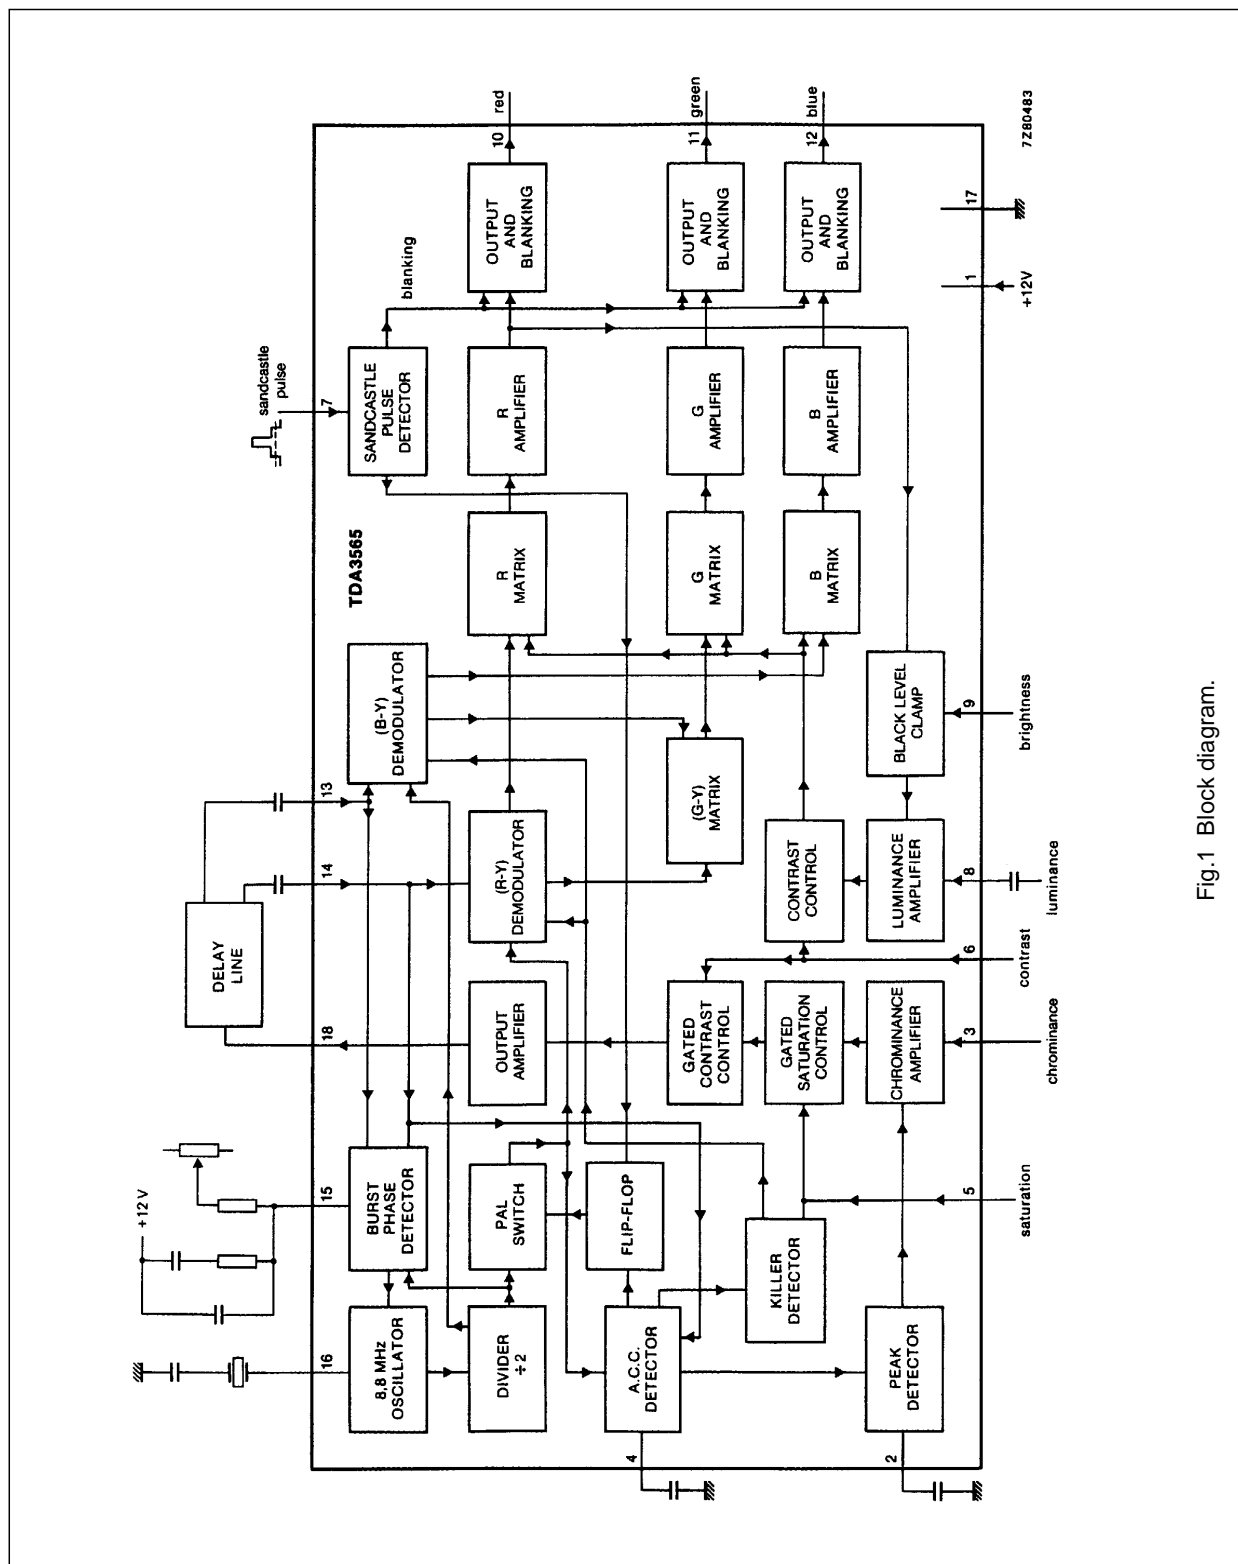 +12V
sandcastle
pulse
DELAY
LINE
16
15
18
14
13
7
TDA3565
8,8 MHz
OSCILLATOR
BURST
PHASE
DETECTOR
(B-Y)
DEMODULATOR
SANDCASTLE
PULSE
DETECTOR
blanking
DIVIDER
÷2
PAL
SWITCH
OUTPUT
AMPLIFIER
(R-Y)
DEMODULATOR
R
MATRIX
R
AMPLIFIER
OUTPUT
AND
BLANKING
10
red
4
A.C.C.
DETECTOR
FLIP-FLOP
GATED
CONTRAST
CONTROL
(G-Y)
MATRIX
G
MATRIX
G
AMPLIFIER
OUTPUT
AND
BLANKING
11
green
KILLER
DETECTOR
GATED
SATURATION
CONTROL
CONTRAST
CONTROL
B
MATRIX
B
AMPLIFIER
OUTPUT
AND
BLANKING
12
blue
2
PEAK
DETECTOR
CHROMINANCE
AMPLIFIER
LUMINANCE
AMPLIFIER
BLACK LEVEL
CLAMP
5
3
6
8
9
1
17
saturation
chrominance
contrast
luminance
brightness
+12V
7Z80483
Fig.1 Block diagram.